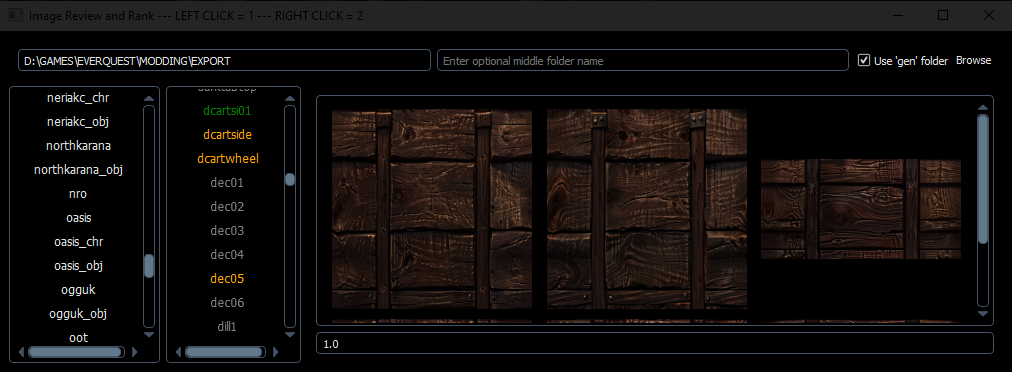 Image Review and Rank --- LEFT CLICK = 1 --- RIGHT CLICK = 2
D:\GAMES\EVERQUEST\MODDING\EXPORT
Enter optional middle folder name
Use 'gen' folder
Browse
neriakc_chr
neriakc_obj
northkarana
northkarana_obj
nro
oasis
oasis_chr
oasis_obj
ogguk
ogguk_obj
oot
dcartsi01
dcartside
dcartwheel
dec01
dec02
dec03
dec04
dec05
dec06
dill1
1.0